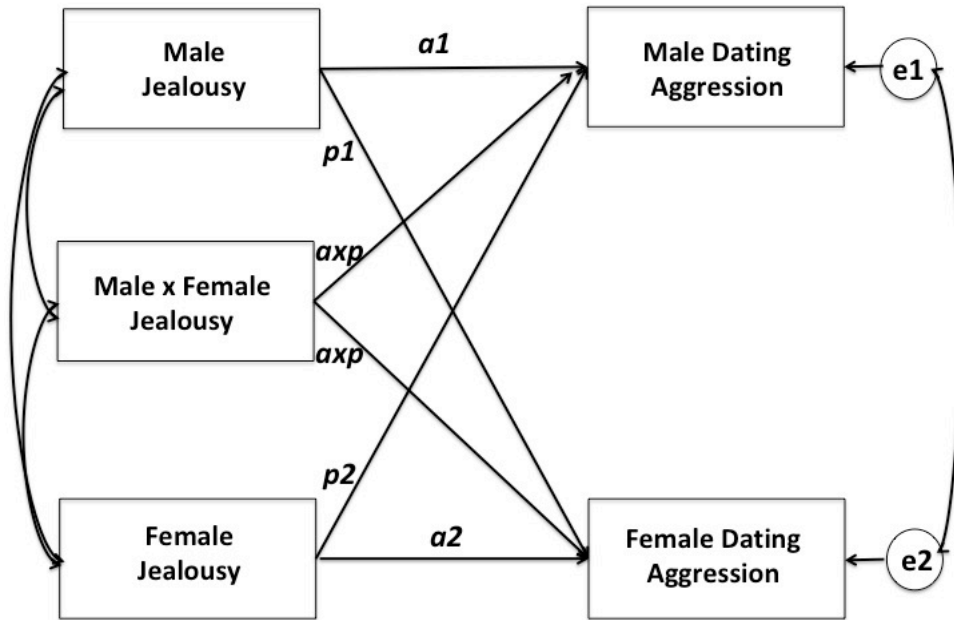 Male
Jealousy
a1
Male Dating
Aggression
e1
p1
axp
Male x Female
Jealousy
axp
p2
Female
Jealousy
a2
Female Dating
Aggression
e2